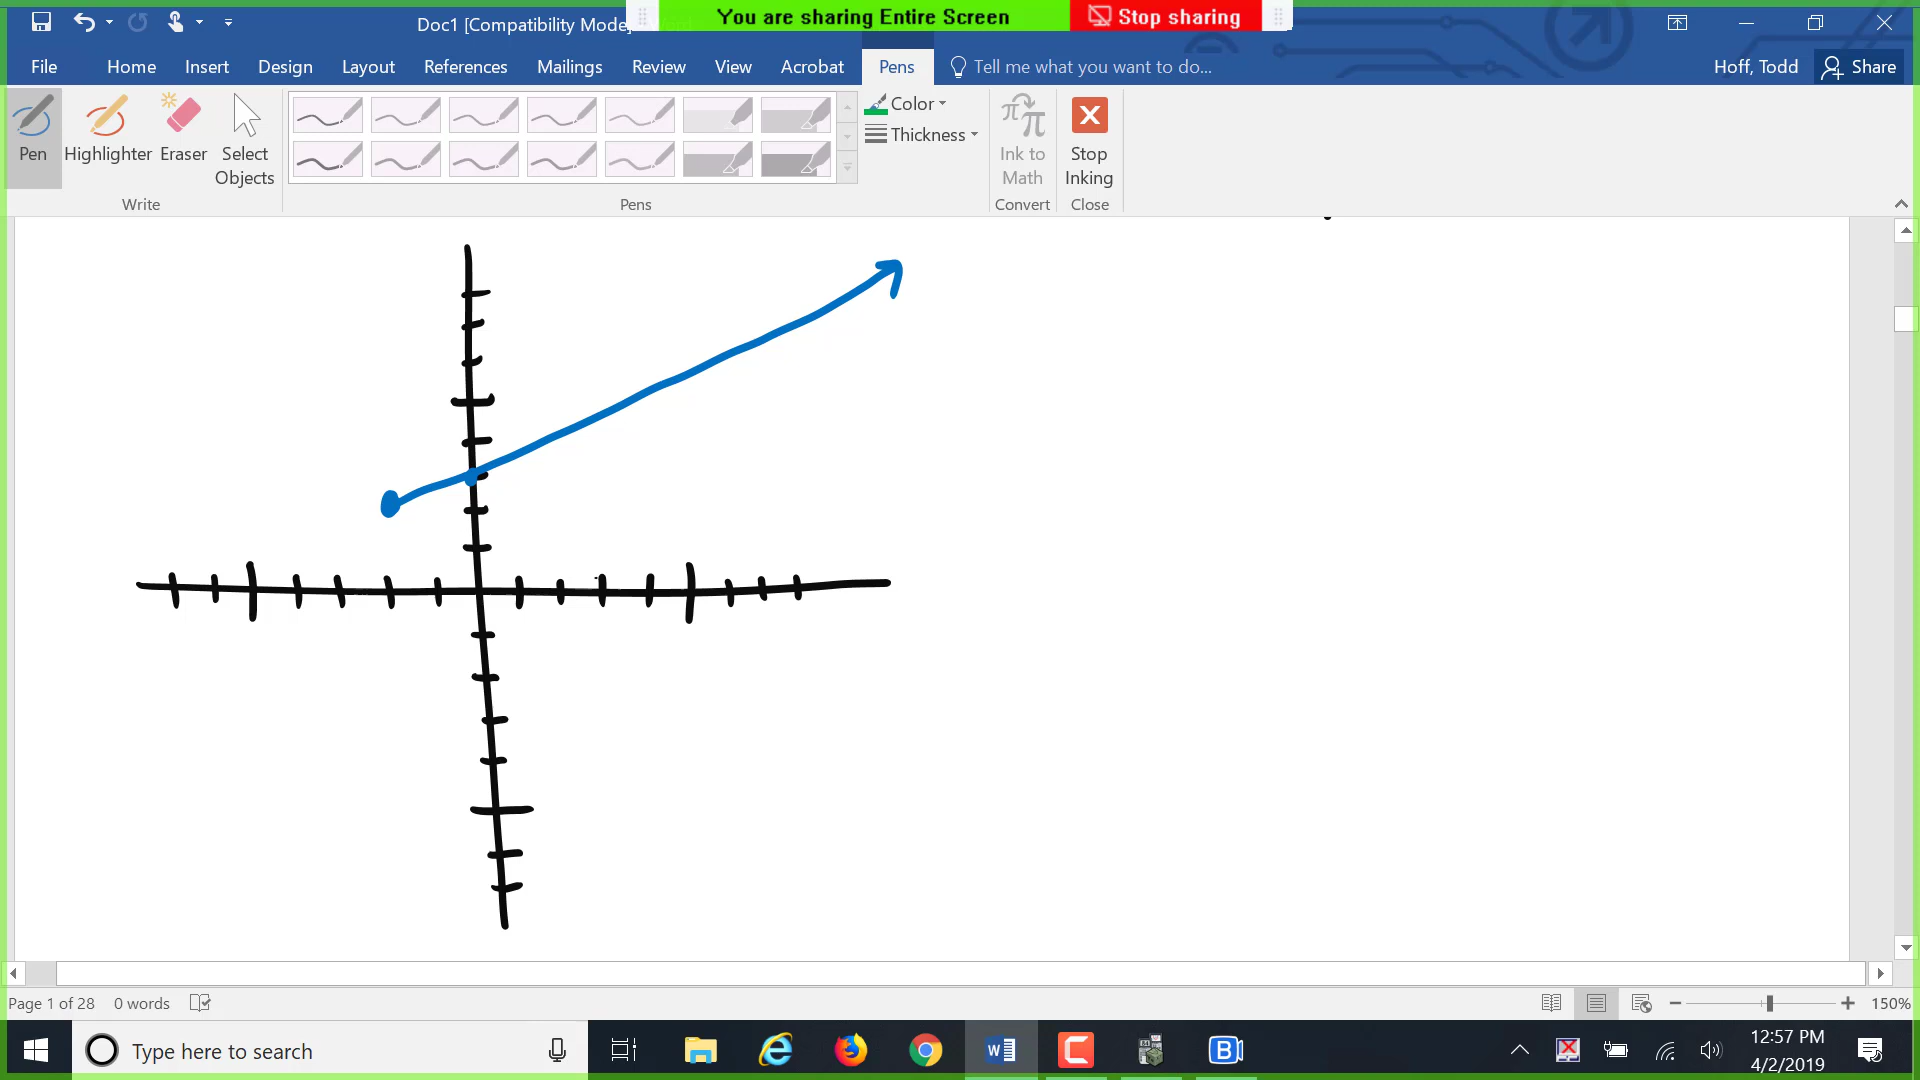 Doc1 [Compatibility Mode]
You are sharing Entire Screen
Stop sharing
File Home Insert Design Layout References Mailings Review View Acrobat Pens Tell me what you want to do... Hoff, Todd Share
Pen
Highlighter
Eraser
Select Objects
Write
Pens
Color
Thickness
Ink to Math
Convert
Stop Inking
Close
Page 1 of 28 0 words
150%
Type here to search
12:57 PM
4/2/2019